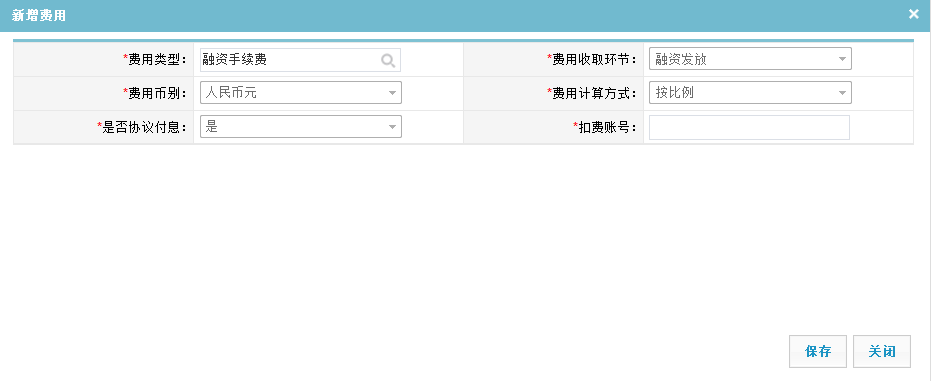 新增费用
*费用类型： 融资手续费 *费用收取环节： 融资发放
*费用币别： 人民币元 *费用计算方式： 按比例
*是否协议付息： 是 *扣费账号：
保存 关闭